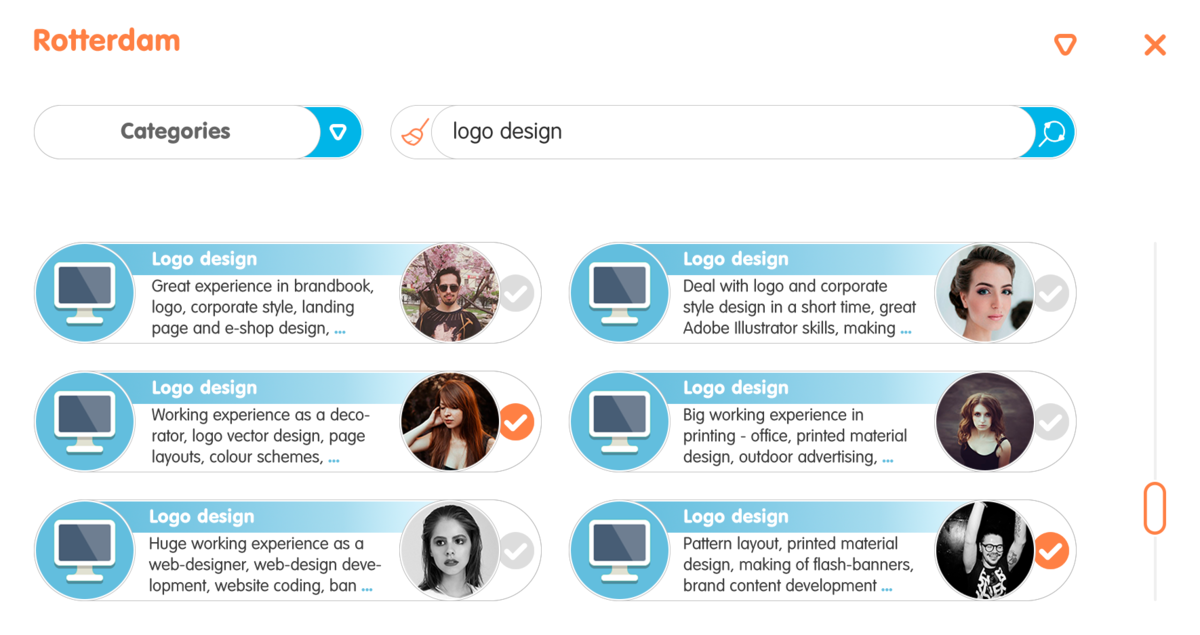 Rotterdam
Categories
logo design
Logo design
Great experience in brandbook,
logo, corporate style, landing
page and e-shop design, ...
Logo design
Deal with logo and corporate
style design in a short time, great
Adobe Illustrator skills, making ...
Logo design
Working experience as a deco-
rator, logo vector design, page
layouts, colour schemes, ...
Logo design
Big working experience in
printing - office, printed material
design, outdoor advertising, ...
Logo design
Huge working experience as a
web-designer, web-design deve-
lopment, website coding, ban ...
Logo design
Pattern layout, printed material
design, making of flash-banners,
brand content development ...